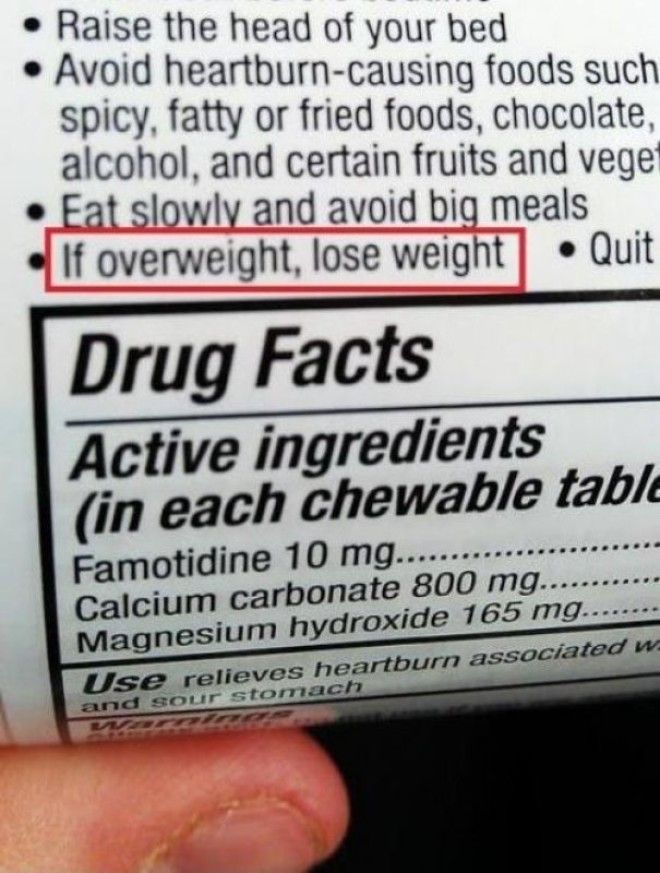 • Raise the head of your bed
• Avoid heartburn-causing foods such
spicy, fatty or fried foods, chocolate,
alcohol, and certain fruits and veget
• Eat slowly and avoid big meals
• If overweight, lose weight • Quit
Drug Facts
Active ingredients
(in each chewable table
Famotidine 10 mg..................
Calcium carbonate 800 mg.............
Magnesium hydroxide 165 mg........
Use relieves heartburn associated w
and sour stomach
Warnings